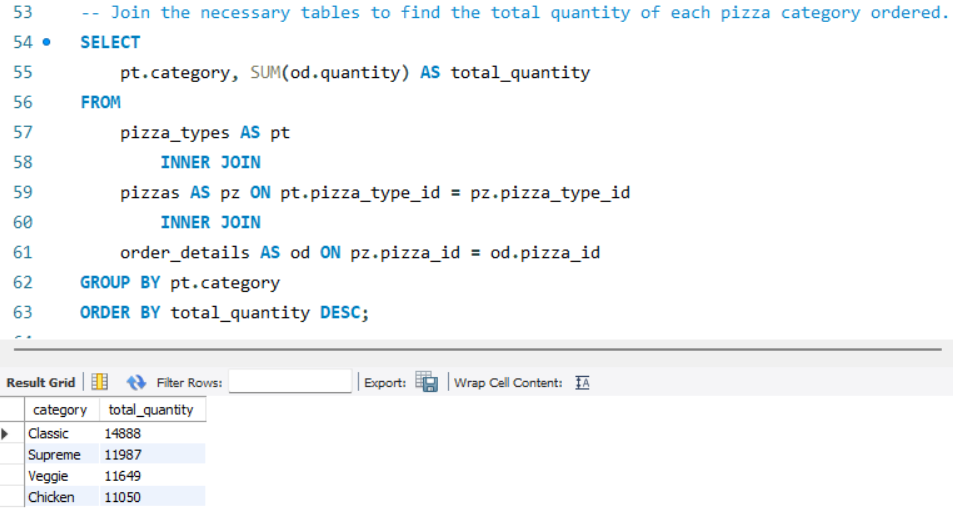 53 -- Join the necessary tables to find the total quantity of each pizza category ordered.
54 SELECT
55 pt.category, SUM(od.quantity) AS total_quantity
56 FROM
57 pizza_types AS pt
58 INNER JOIN
59 pizzas AS pz ON pt.pizza_type_id = pz.pizza_type_id
60 INNER JOIN
61 order_details AS od ON pz.pizza_id = od.pizza_id
62 GROUP BY pt.category
63 ORDER BY total_quantity DESC;
Result Grid Filter Rows: Export: Wrap Cell Content:
category total_quantity
Classic 14888
Supreme 11987
Veggie 11649
Chicken 11050